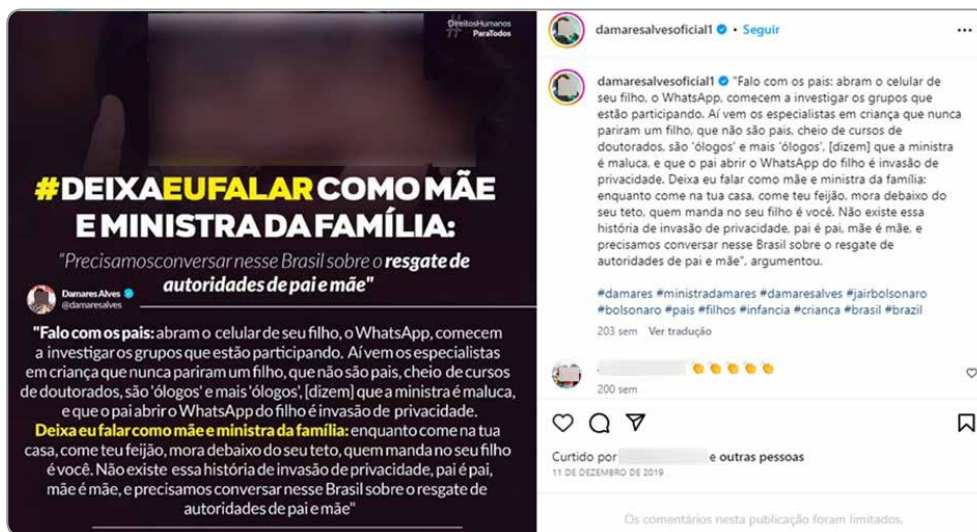 #DireitosHumanos
ParaTodos
#DEIXAEUFALAR COMO MÃE
E MINISTRA DA FAMÍLIA:
"Precisamosconversar nesse Brasil sobre o resgate de
autoridades de pai e mãe"
Damares Alves
@damaresalves
"Falo com os pais: abram o celular de seu filho, o WhatsApp, comecem
a investigar os grupos que estão participando. Aí vem os especialistas
em criança que nunca pariram um filho, que não são pais, cheio de cursos
de doutorados, são 'ólogos' e mais 'ólogos', [dizem] que a ministra é maluca,
e que o pai abrir o WhatsApp do filho é invasão de privacidade.
Deixa eu falar como mãe e ministra da família: enquanto come na tua
casa, come teu feijão, mora debaixo do seu teto, quem manda no seu filho
é você. Não existe essa história de invasão de privacidade, pai é pai,
mãe é mãe, e precisamos conversar nesse Brasil sobre o resgate de
autoridades de pai e mãe"
damaresalvesoficial1 • Seguir
damaresalvesoficial1 "Falo com os pais: abram o celular de
seu filho, o WhatsApp, comecem a investigar os grupos que
estão participando. Aí vem os especialistas em criança que nunca
pariram um filho, que não são pais, cheio de cursos de
doutorados, são 'ólogos' e mais 'ólogos', [dizem] que a ministra
é maluca, e que o pai abrir o WhatsApp do filho é invasão de
privacidade. Deixa eu falar como mãe e ministra da família:
enquanto come na tua casa, come teu feijão, mora debaixo do
seu teto, quem manda no seu filho é você. Não existe essa
história de invasão de privacidade, pai é pai, mãe é mãe, e
precisamos conversar nesse Brasil sobre o resgate de
autoridades de pai e mãe", argumentou.
#damares #ministradamares #damaresalves #jairbolsonaro
#bolsonaro #pais #filhos #infancia #crianca #brasil #brazil
203 sem Ver tradução
200 sem
Curtido por e outras pessoas
11 DE DEZEMBRO DE 2019
Os comentários nesta publicação foram limitados.